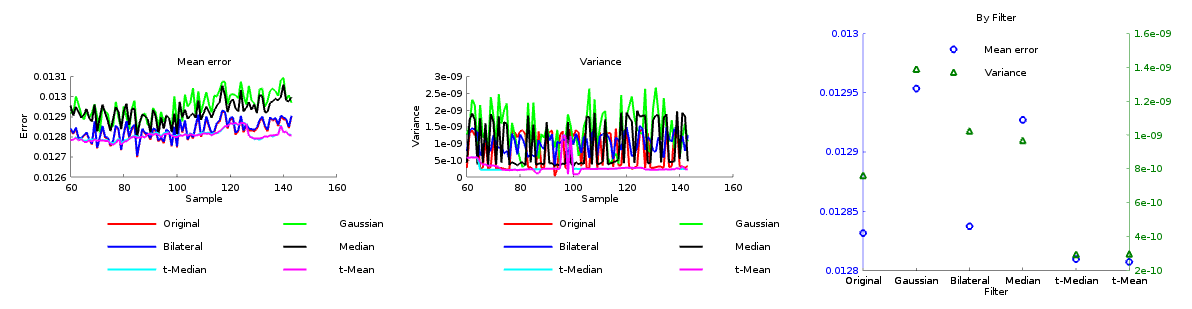 Mean error
0.0131
0.013
0.0129
0.0128
0.0127
0.0126
Error
60 80 100 120 140 160
Sample
Original Gaussian
Bilateral Median
t-Median t-Mean
Variance
3e-09
2.5e-09
2e-09
1.5e-09
1e-09
5e-10
0
Variance
60 80 100 120 140 160
Sample
Original Gaussian
Bilateral Median
t-Median t-Mean
By Filter
0.013
0.01295
0.0129
0.01285
0.0128
Mean error
Variance
1.6e-09
1.4e-09
1.2e-09
1e-09
8e-10
6e-10
4e-10
2e-10
Original Gaussian Bilateral Median t-Median t-Mean
Filter